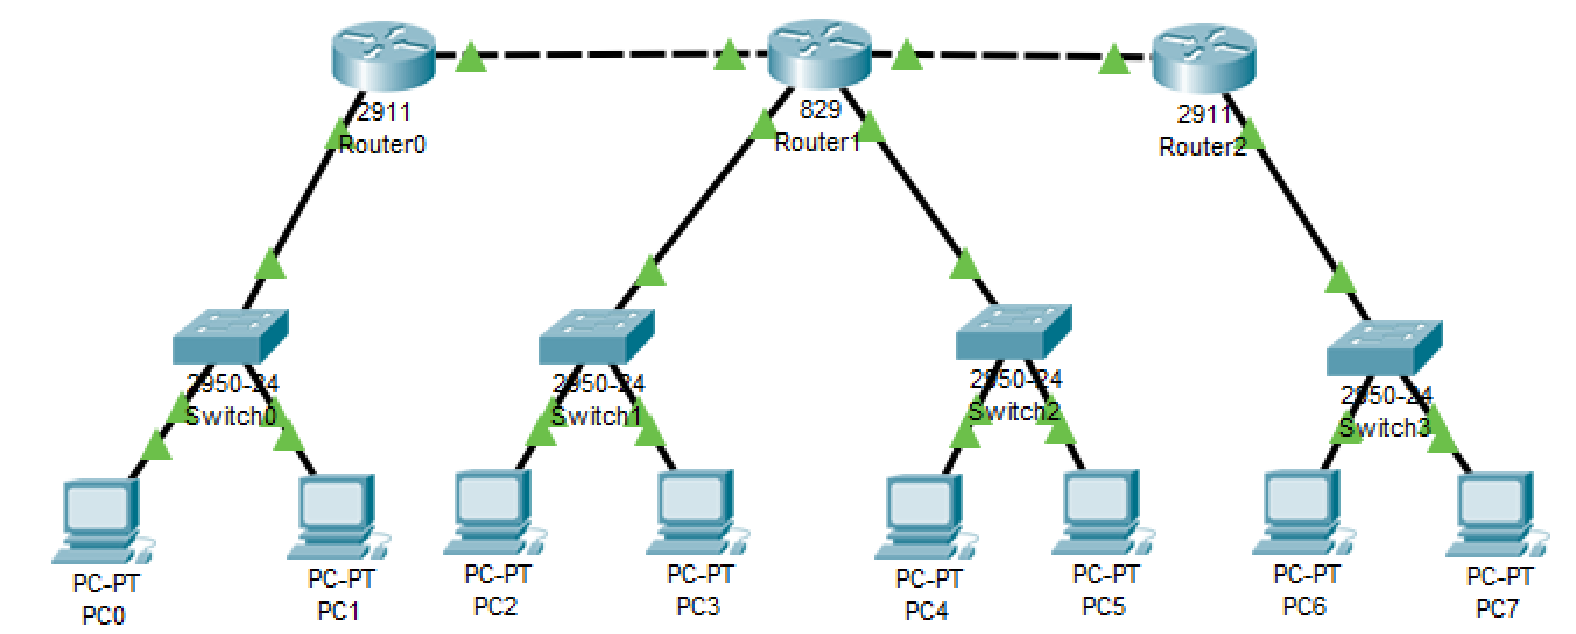 2911
Router0
829
Router1
2911
Router2
2950-24
Switch0
2950-24
Switch1
2950-24
Switch2
2950-24
Switch3
PC-PT
PC0
PC-PT
PC1
PC-PT
PC2
PC-PT
PC3
PC-PT
PC4
PC-PT
PC5
PC-PT
PC6
PC-PT
PC7